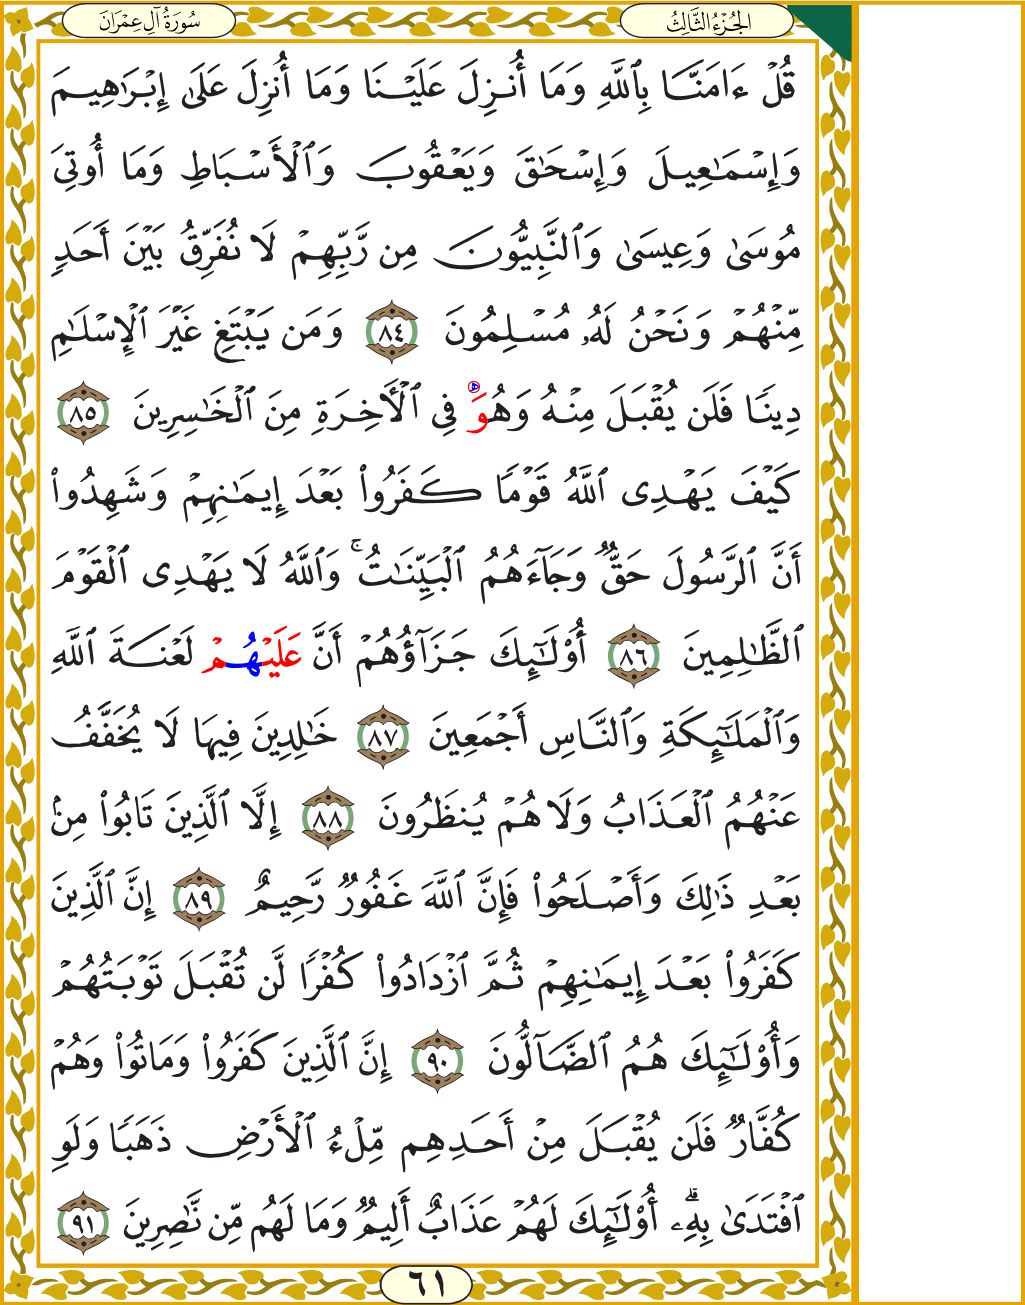 الجُزْءُ الثَّالِثُ
سُورَةُ آلِ عِمْرَانَ
قُلْ ءَامَنَّا بِٱللَّهِ وَمَا أُنزِلَ عَلَيْنَا وَمَا أُنزِلَ عَلَىٰ إِبْرَٰهِيمَ
وَإِسْمَٰعِيلَ وَإِسْحَٰقَ وَيَعْقُوبَ وَٱلْأَسْبَاطِ وَمَا أُوتِىَ
مُوسَىٰ وَعِيسَىٰ وَٱلنَّبِيُّونَ مِن رَّبِّهِمْ لَا نُفَرِّقُ بَيْنَ أَحَدٍ
مِّنْهُمْ وَنَحْنُ لَهُۥ مُسْلِمُونَ ٨٤ وَمَن يَبْتَغِ غَيْرَ ٱلْإِسْلَٰمِ
دِينًا فَلَن يُقْبَلَ مِنْهُ وَهُوَ فِى ٱلْأَخِرَةِ مِنَ ٱلْخَٰسِرِينَ ٨٥
كَيْفَ يَهْدِى ٱللَّهُ قَوْمًا كَفَرُوا۟ بَعْدَ إِيمَٰنِهِمْ وَشَهِدُوا۟
أَنَّ ٱلرَّسُولَ حَقٌّ وَجَآءَهُمُ ٱلْبَيِّنَٰتُ ۚ وَٱللَّهُ لَا يَهْدِى ٱلْقَوْمَ
ٱلظَّٰلِمِينَ ٨٦ أُو۟لَٰٓئِكَ جَزَآؤُهُمْ أَنَّ عَلَيْهُمْ لَعْنَةَ ٱللَّهِ
وَٱلْمَلَٰٓئِكَةِ وَٱلنَّاسِ أَجْمَعِينَ ٨٧ خَٰلِدِينَ فِيهَا لَا يُخَفَّفُ
عَنْهُمُ ٱلْعَذَابُ وَلَا هُمْ يُنظَرُونَ ٨٨ إِلَّا ٱلَّذِينَ تَابُوا۟ مِنۢ
بَعْدِ ذَٰلِكَ وَأَصْلَحُوا۟ فَإِنَّ ٱللَّهَ غَفُورٌ رَّحِيمٌ ٨٩ إِنَّ ٱلَّذِينَ
كَفَرُوا۟ بَعْدَ إِيمَٰنِهِمْ ثُمَّ ٱزْدَادُوا۟ كُفْرًا لَّن تُقْبَلَ تَوْبَتُهُمْ
وَأُو۟لَٰٓئِكَ هُمُ ٱلضَّآلُّونَ ٩٠ إِنَّ ٱلَّذِينَ كَفَرُوا۟ وَمَاتُوا۟ وَهُمْ
كُفَّارٌ فَلَن يُقْبَلَ مِنْ أَحَدِهِم مِّلْءُ ٱلْأَرْضِ ذَهَبًا وَلَوِ
ٱفْتَدَىٰ بِهِۦٓ ۗ أُو۟لَٰٓئِكَ لَهُمْ عَذَابٌ أَلِيمٌ وَمَا لَهُم مِّن نَّٰصِرِينَ ٩١
٦١